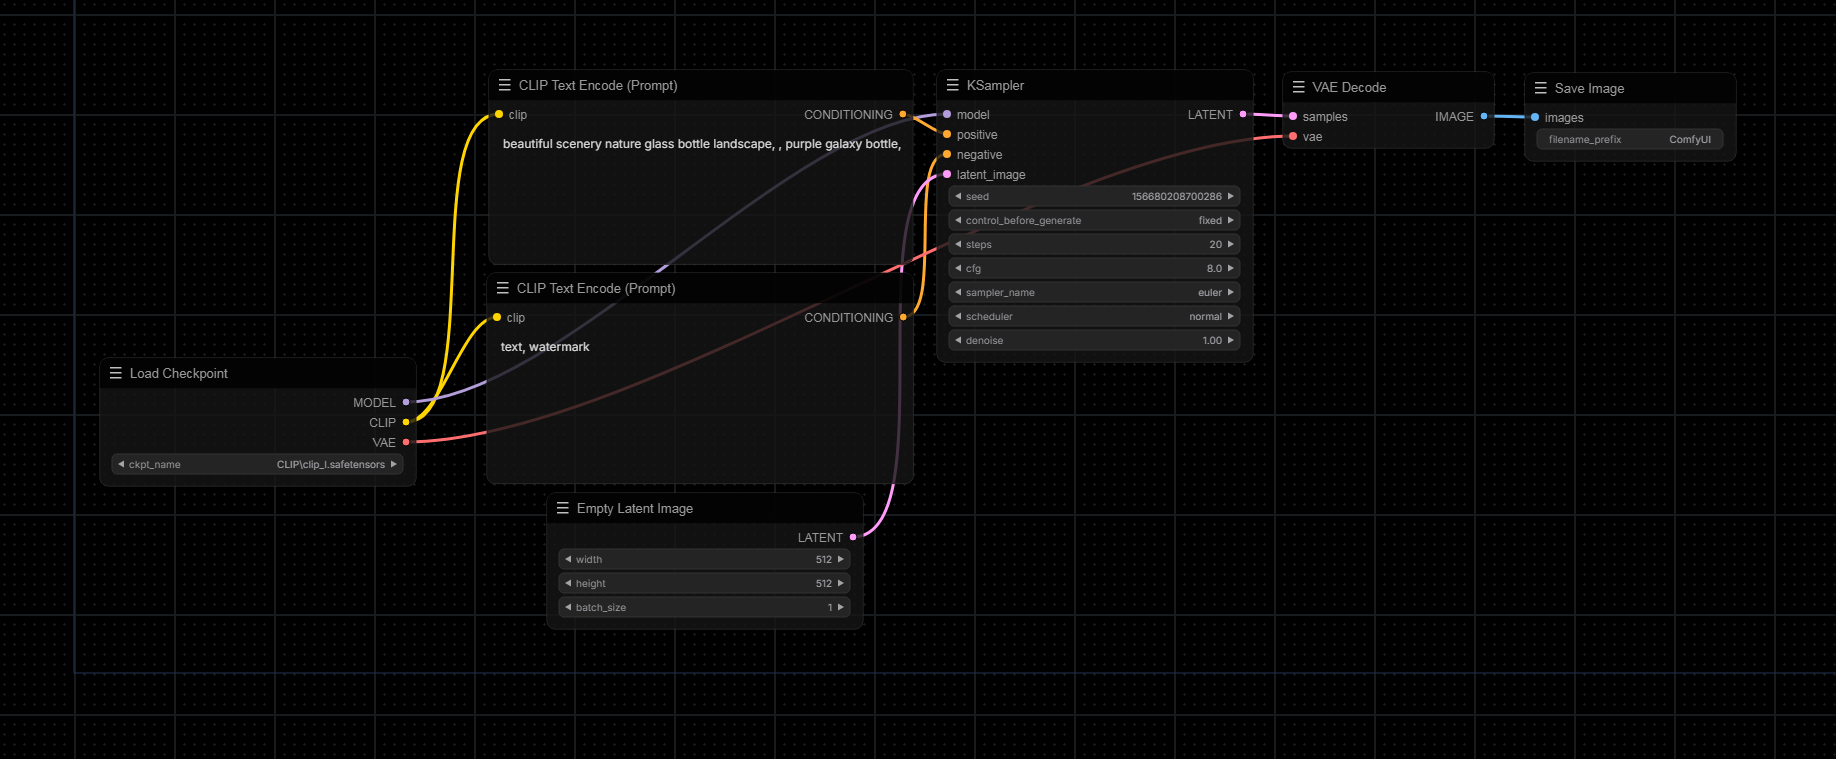 CLIP Text Encode (Prompt)
clip
CONDITIONING
beautiful scenery nature glass bottle landscape, , purple galaxy bottle,
CLIP Text Encode (Prompt)
clip
CONDITIONING
text, watermark
Load Checkpoint
MODEL
CLIP
VAE
ckpt_name CLIP\clip_l.safetensors
Empty Latent Image
LATENT
width 512
height 512
batch_size 1
KSampler
model LATENT
positive
negative
latent_image
seed 156680208700286
control_before_generate fixed
steps 20
cfg 8.0
sampler_name euler
scheduler normal
denoise 1.00
VAE Decode
samples IMAGE
vae
Save Image
images
filename_prefix ComfyUI